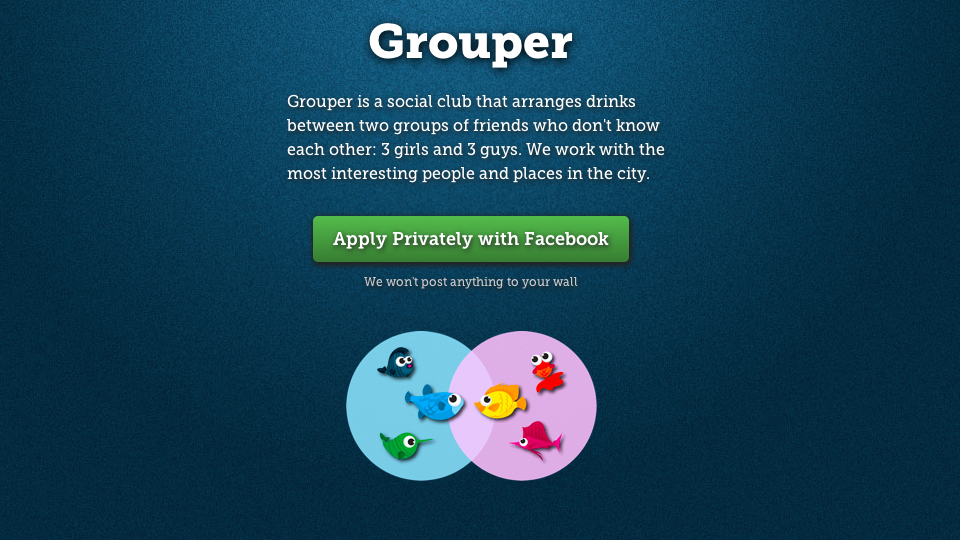 Grouper
Grouper is a social club that arranges drinks
between two groups of friends who don't know
each other: 3 girls and 3 guys. We work with the
most interesting people and places in the city.
Apply Privately with Facebook
We won't post anything to your wall